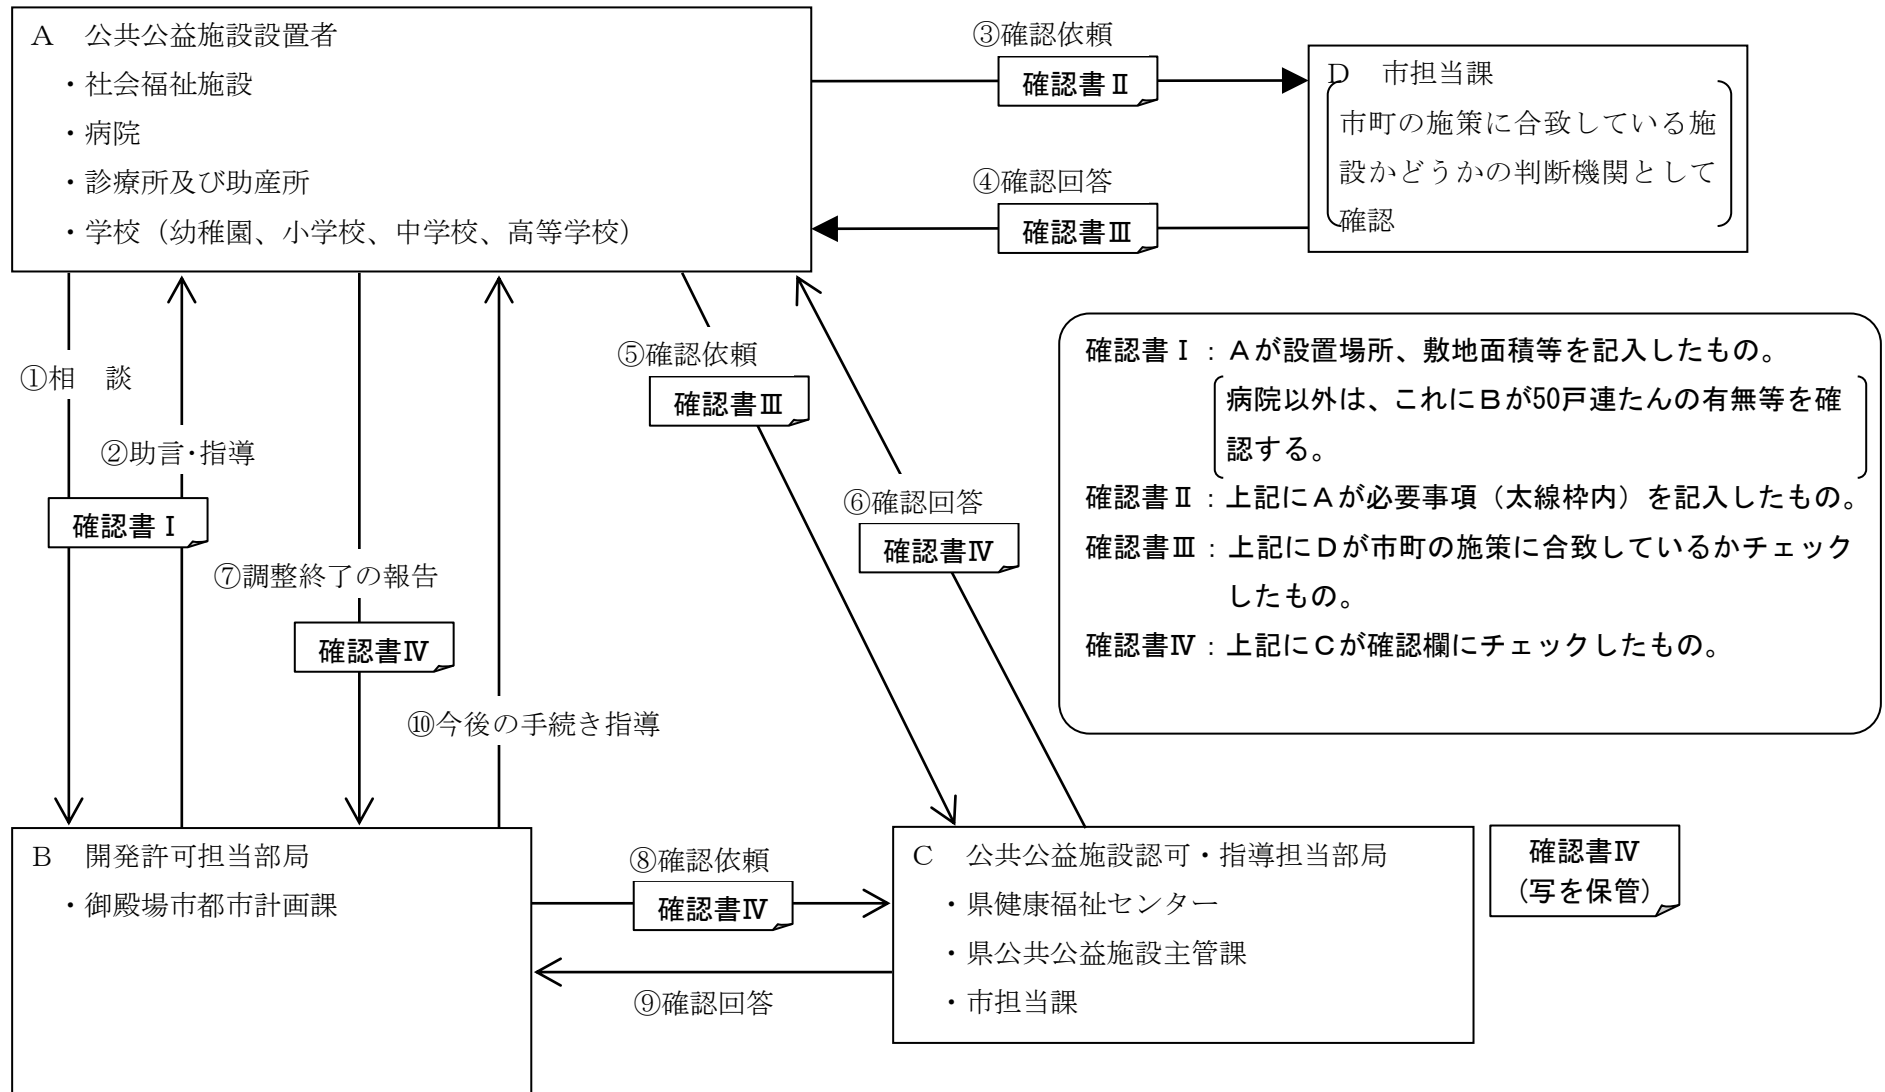 A 公共公益施設設置者
・社会福祉施設
・病院
・診療所及び助産所
・学校（幼稚園、小学校、中学校、高等学校）
③確認依頼
確認書Ⅱ
④確認回答
確認書Ⅲ
D 市担当課
市町の施策に合致している施
設かどうかの判断機関として
確認
①相 談
②助言・指導
確認書Ⅰ
⑦調整終了の報告
確認書Ⅳ
⑩今後の手続き指導
⑤確認依頼
確認書Ⅲ
⑥確認回答
確認書Ⅳ
確認書Ⅰ：Ａが設置場所、敷地面積等を記入したもの。
病院以外は、これにＢが50戸連たんの有無等を確
認する。
確認書Ⅱ：上記にＡが必要事項（太線枠内）を記入したもの。
確認書Ⅲ：上記にＤが市町の施策に合致しているかチェック
したもの。
確認書Ⅳ：上記にＣが確認欄にチェックしたもの。
B 開発許可担当部局
・御殿場市都市計画課
⑧確認依頼
確認書Ⅳ
⑨確認回答
C 公共公益施設認可・指導担当部局
・県健康福祉センター
・県公共公益施設主管課
・市担当課
確認書Ⅳ
（写を保管）